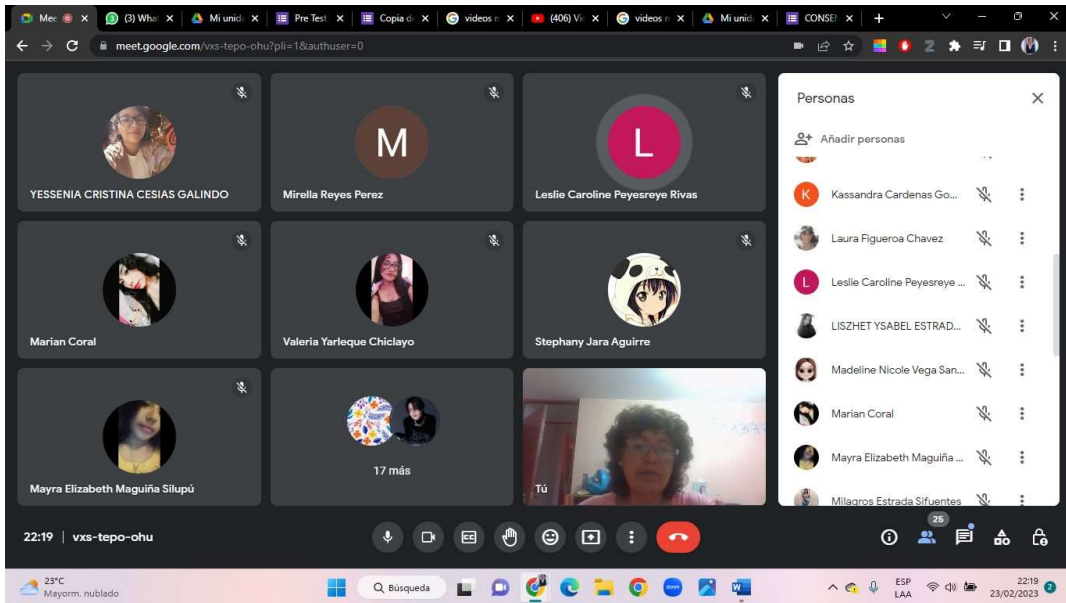 Mee
(3) What
Mi unid
Pre Test
Copia d
videos n
(406) Vi
videos n
Mi unid
CONSE
meet.google.com/vxs-tepo-ohu?pli=1&authuser=0
YESSENIA CRISTINA CESIAS GALINDO
M
Mirella Reyes Perez
L
Leslie Caroline Peyesreye Rivas
Marian Coral
Valeria Yarleque Chiclayo
Stephany Jara Aguirre
Mayra Elizabeth Maguiña Silupú
17 más
Tú
Personas
Añadir personas
K Kassandra Cardenas Go...
Laura Figueroa Chavez
L Leslie Caroline Peyesreye ...
LISZHET YSABEL ESTRAD...
Madeline Nicole Vega San...
Marian Coral
Mayra Elizabeth Maguiña ...
Milagros Estrada Sifuentes
22:19 | vxs-tepo-ohu
26
23°C
Mayorm. nublado
Búsqueda
zoom
ESP
LAA
22:19
23/02/2023
2